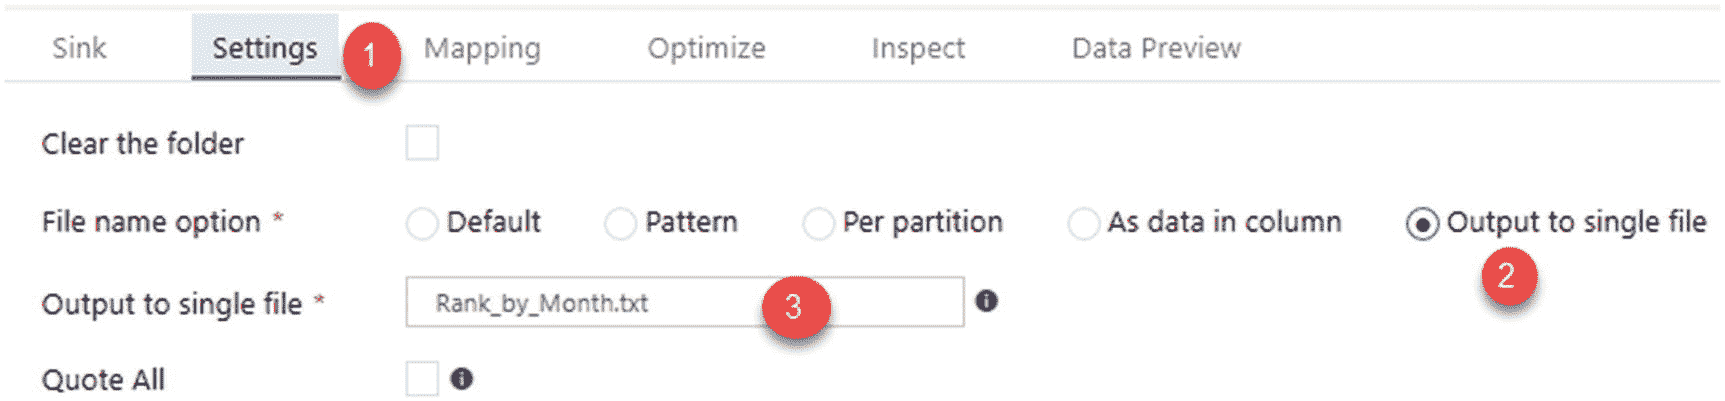 Sink Settings 1 Mapping Optimize Inspect Data Preview
Clear the folder
File name option * Default Pattern Per partition As data in column Output to single file
2
Output to single file * Rank_by_Month.txt 3 i
Quote All i